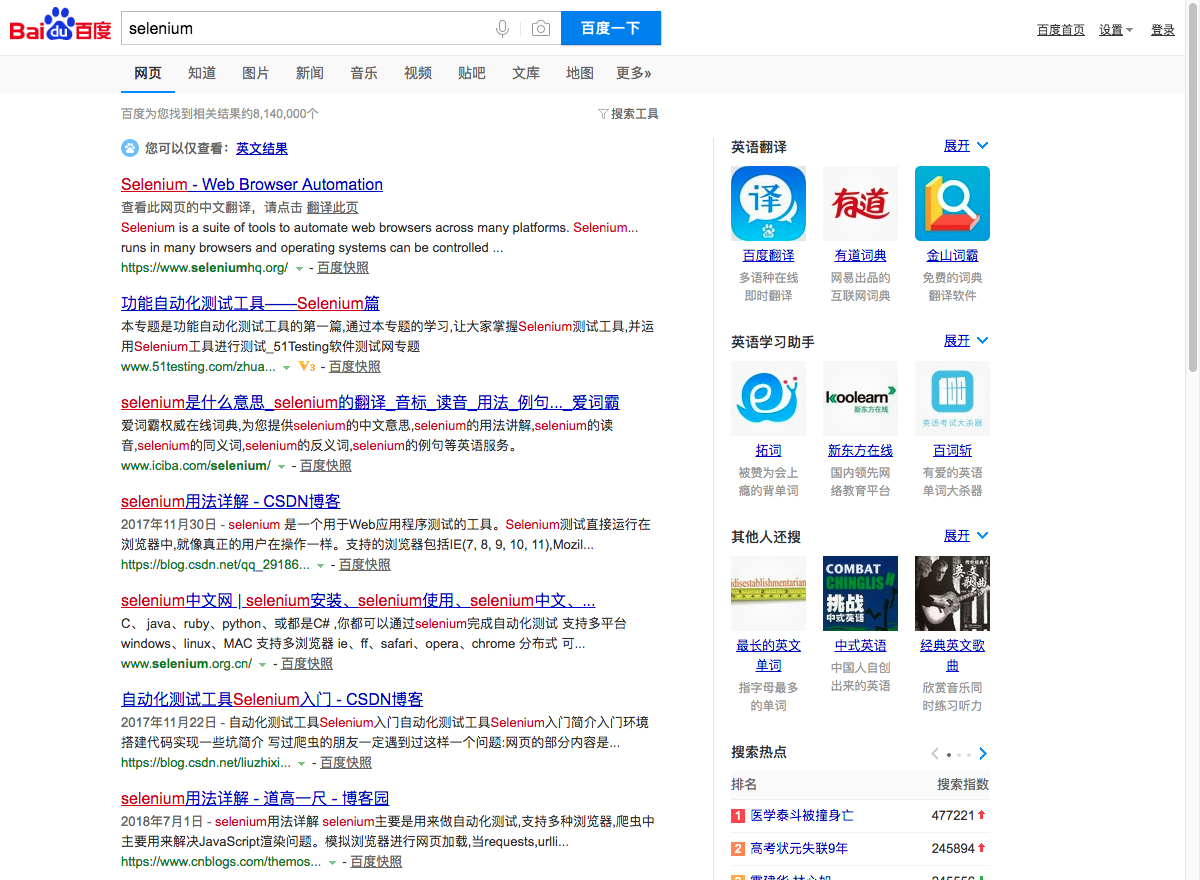 Bai du 百度
selenium
百度一下
百度首页 设置 登录
网页 知道 图片 新闻 音乐 视频 贴吧 文库 地图 更多»
百度为您找到相关结果约8,140,000个
搜索工具
您可以仅查看：英文结果
Selenium - Web Browser Automation
查看此网页的中文翻译，请点击 翻译此页
Selenium is a suite of tools to automate web browsers across many platforms. Selenium...
runs in many browsers and operating systems can be controlled ...
https://www.seleniumhq.org/ - 百度快照
功能自动化测试工具——Selenium篇
本专题是功能自动化测试工具的第一篇,通过本专题的学习,让大家掌握Selenium测试工具,并运
用Selenium工具进行测试_51Testing软件测试网专题
www.51testing.com/zhua... V3 - 百度快照
selenium是什么意思_selenium的翻译_音标_读音_用法_例句..._爱词霸
爱词霸权威在线词典,为您提供selenium的中文意思,selenium的用法讲解,selenium的读
音,selenium的同义词,selenium的反义词,selenium的例句等英语服务。
www.iciba.com/selenium/ - 百度快照
selenium用法详解 - CSDN博客
2017年11月30日 - selenium 是一个用于Web应用程序测试的工具。Selenium测试直接运行在
浏览器中,就像真正的用户在操作一样。支持的浏览器包括IE(7, 8, 9, 10, 11),Mozil...
https://blog.csdn.net/qq_29186... - 百度快照
selenium中文网 | selenium安装、selenium使用、selenium中文、...
C、 java、ruby、python、或都是C# ,你都可以通过selenium完成自动化测试 支持多平台
windows、linux、MAC 支持多浏览器 ie、ff、safari、opera、chrome 分布式 可...
www.selenium.org.cn/ - 百度快照
自动化测试工具Selenium入门 - CSDN博客
2017年11月22日 - 自动化测试工具Selenium入门自动化测试工具Selenium入门简介入门环境
搭建代码实现一些坑简介 写过爬虫的朋友一定遇到过这样一个问题:网页的部分内容是...
https://blog.csdn.net/liuzhixi... - 百度快照
selenium用法详解 - 道高一尺 - 博客园
2018年7月1日 - selenium用法详解 selenium主要是用来做自动化测试,支持多种浏览器,爬虫中
主要用来解决JavaScript渲染问题。模拟浏览器进行网页加载,当requests,urlli...
https://www.cnblogs.com/themos... - 百度快照
英语翻译 展开
译 有道
百度翻译 有道词典 金山词霸
多语种在线 网易出品的 免费的词典
即时翻译 互联网词典 翻译软件
英语学习助手 展开
koolearn
新东方在线
英语考试大杀器
拓词 新东方在线 百词斩
被赞为会上 国内领先网 有爱的英语
瘾的背单词 络教育平台 单词大杀器
其他人还搜 展开
idisestablishmentarian
COMBAT
CHINGLISH
挑战
中式英语
英文
歌曲
最长的英文 中式英语 经典英文歌
单词 曲
指字母最多 中国人自创 欣赏音乐同
的单词 出来的英语 时练习听力
搜索热点
排名 搜索指数
1 医学泰斗被撞身亡 477221
2 高考状元失联9年 245894